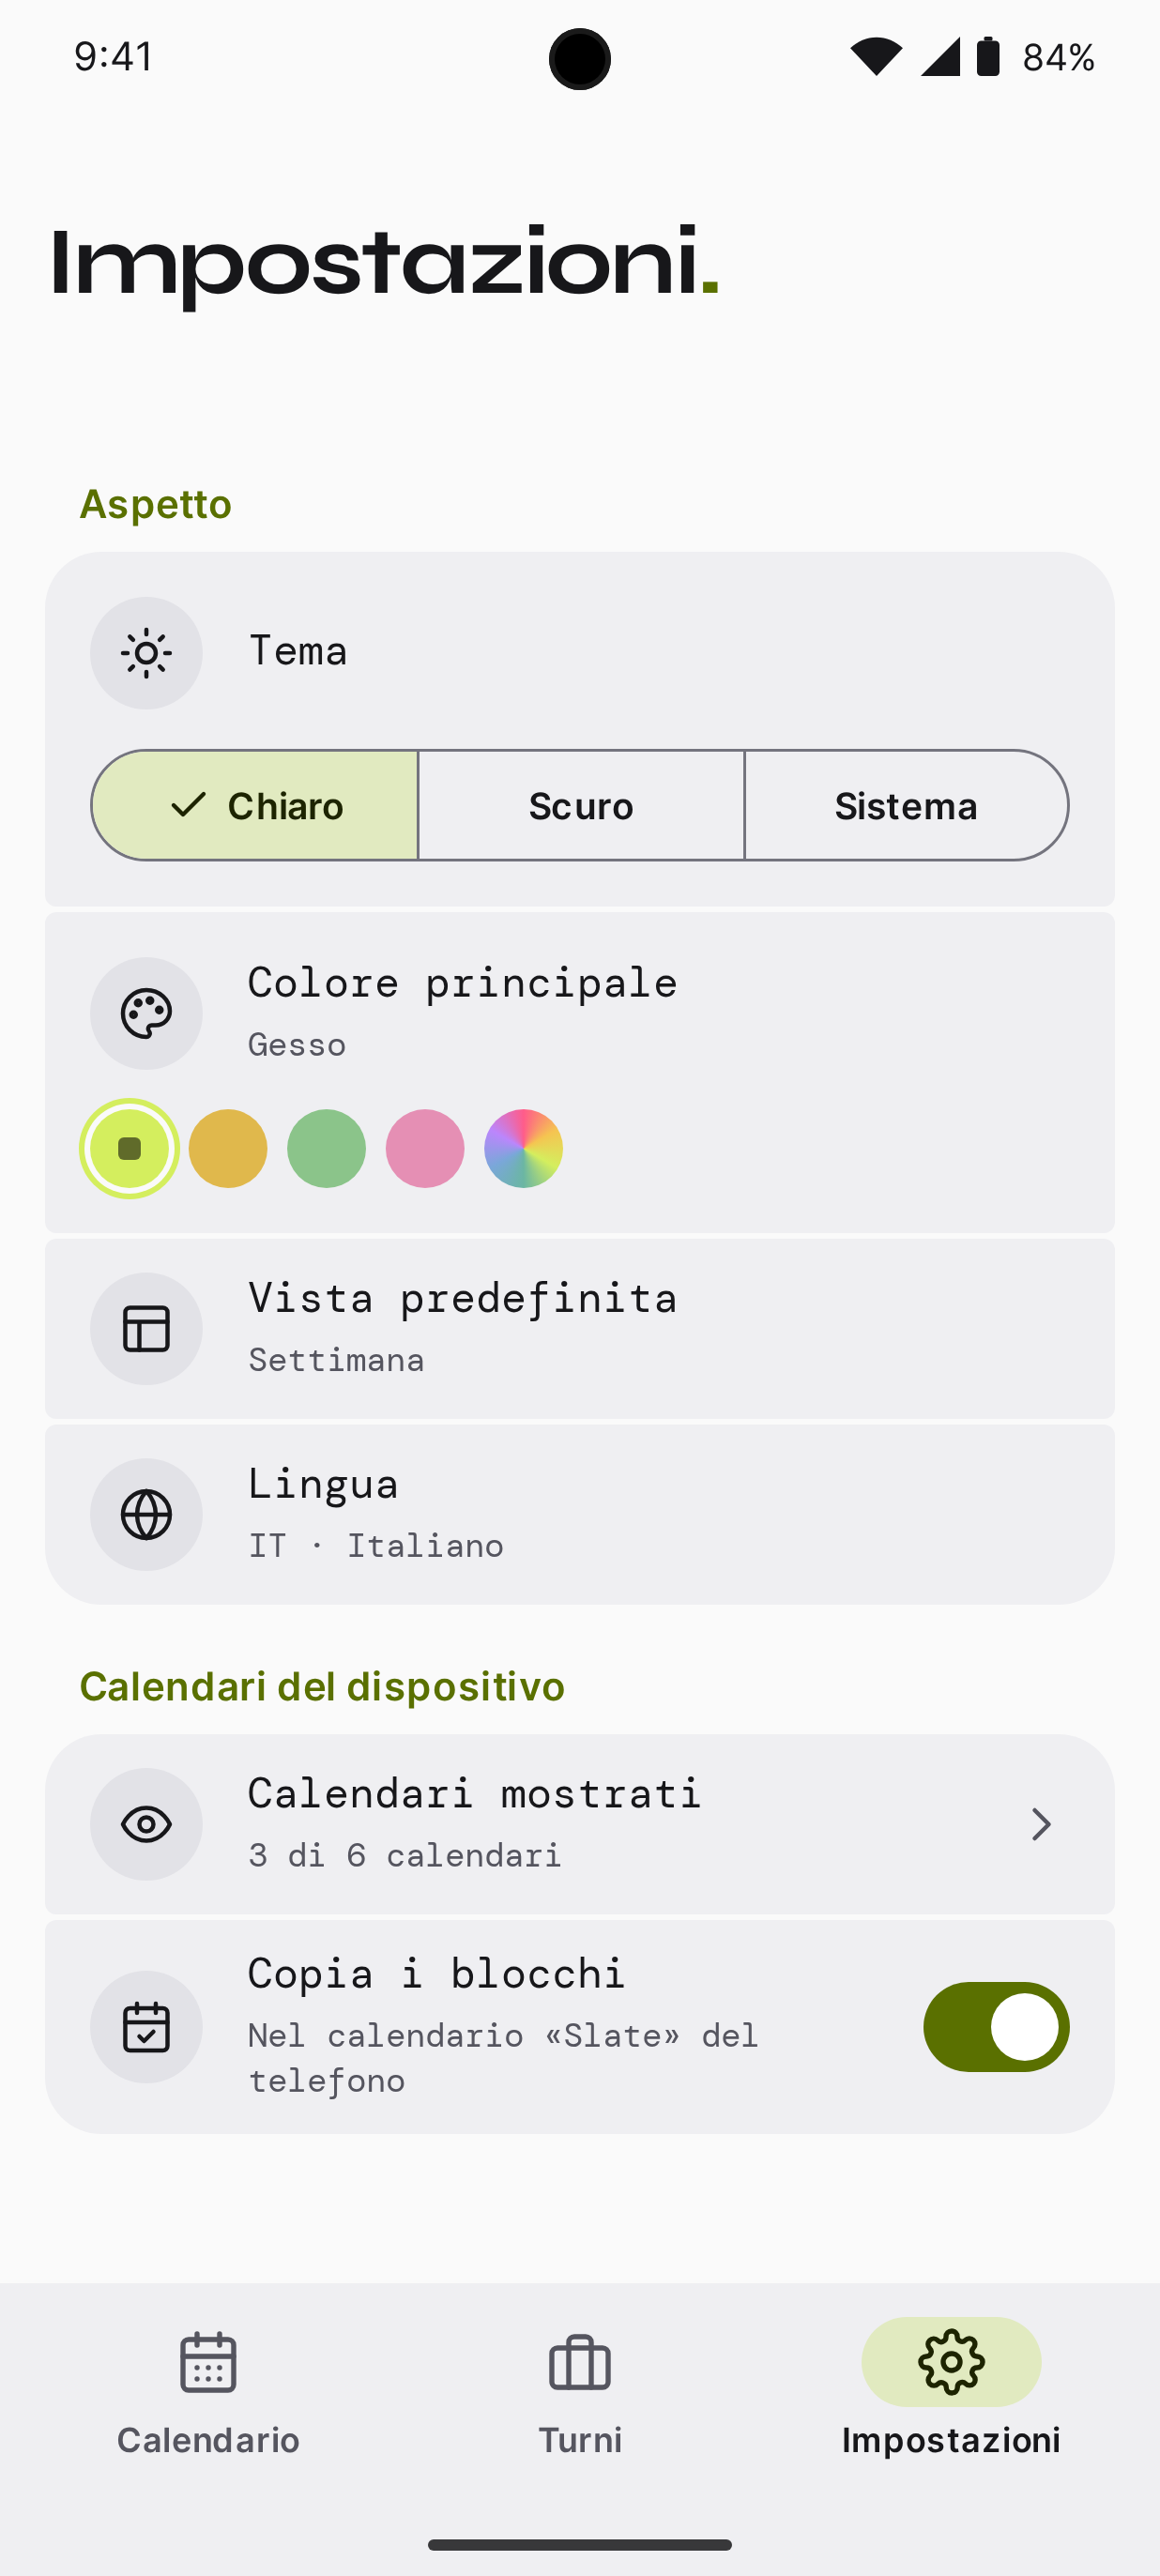 9:41
84%
Impostazioni.
Aspetto
Tema
Chiaro
Scuro
Sistema
Colore principale
Gesso
Vista predefinita
Settimana
Lingua
IT · Italiano
Calendari del dispositivo
Calendari mostrati
3 di 6 calendari
Copia i blocchi
Nel calendario «Slate» del
telefono
Calendario
Turni
Impostazioni